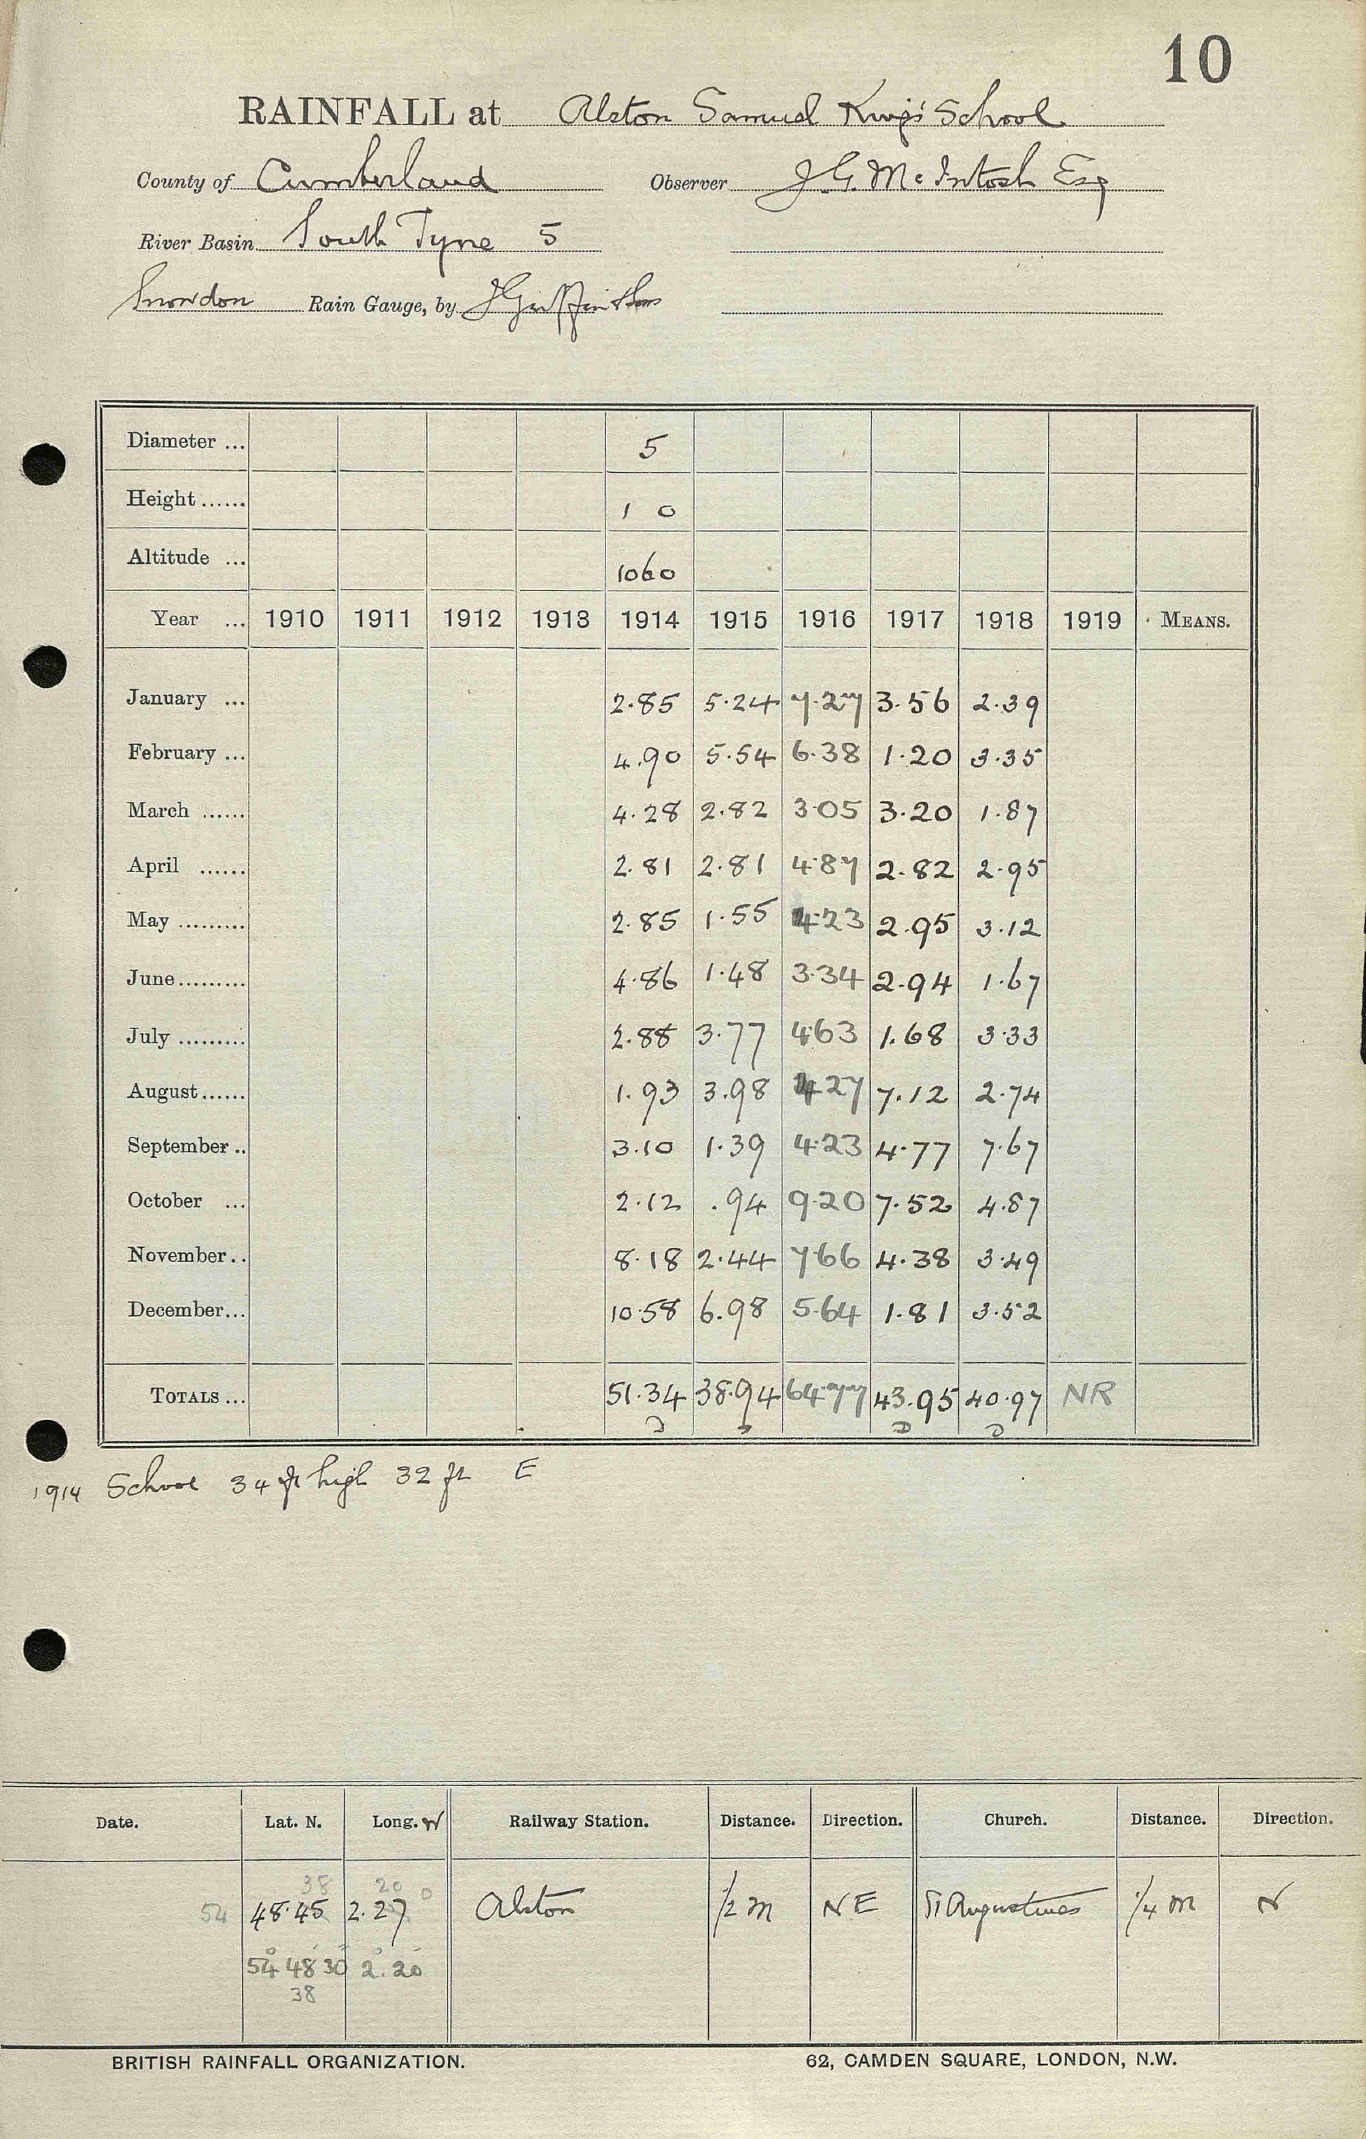 10
RAINFALL at Alston Samuel King's School
County of Cumberland Observer J. G. McIntosh Esq
River Basin South Tyne 5
Snowdon Rain Gauge, by J Griffin & Sons
Diameter ... 5
Height ...... 1 0
Altitude ... 1060
Year ... 1910 1911 1912 1913 1914 1915 1916 1917 1918 1919 MEANS.
January ... 2.85 5.24 7.27 3.56 2.39
February ... 4.90 5.54 6.38 1.20 3.35
March ...... 4.28 2.82 3.05 3.20 1.87
April ...... 2.81 2.81 4.87 2.82 2.95
May ......... 2.85 1.55 4.23 2.95 3.12
June ......... 4.86 1.48 3.34 2.94 1.67
July ......... 2.88 3.77 4.63 1.68 3.33
August ...... 1.93 3.98 4.27 7.12 2.74
September .. 3.10 1.39 4.23 4.77 7.67
October ... 2.12 .94 9.20 7.52 4.87
November .. 8.18 2.44 7.66 4.38 3.49
December ... 10.58 6.98 5.64 1.81 3.52
TOTALS ... 51.34 38.94 64.77 43.95 40.97 NR
D D D D
1914 School 34 ft high 32 ft E
Date. Lat. N. Long. W Railway Station. Distance. Direction. Church. Distance. Direction.
38 20 0
54 48.45 2.27 Alston 1/2 M NE St Augustines 1/4 M N
54° 48' 30" 2° 20'
38
BRITISH RAINFALL ORGANIZATION. 62, CAMDEN SQUARE, LONDON, N.W.